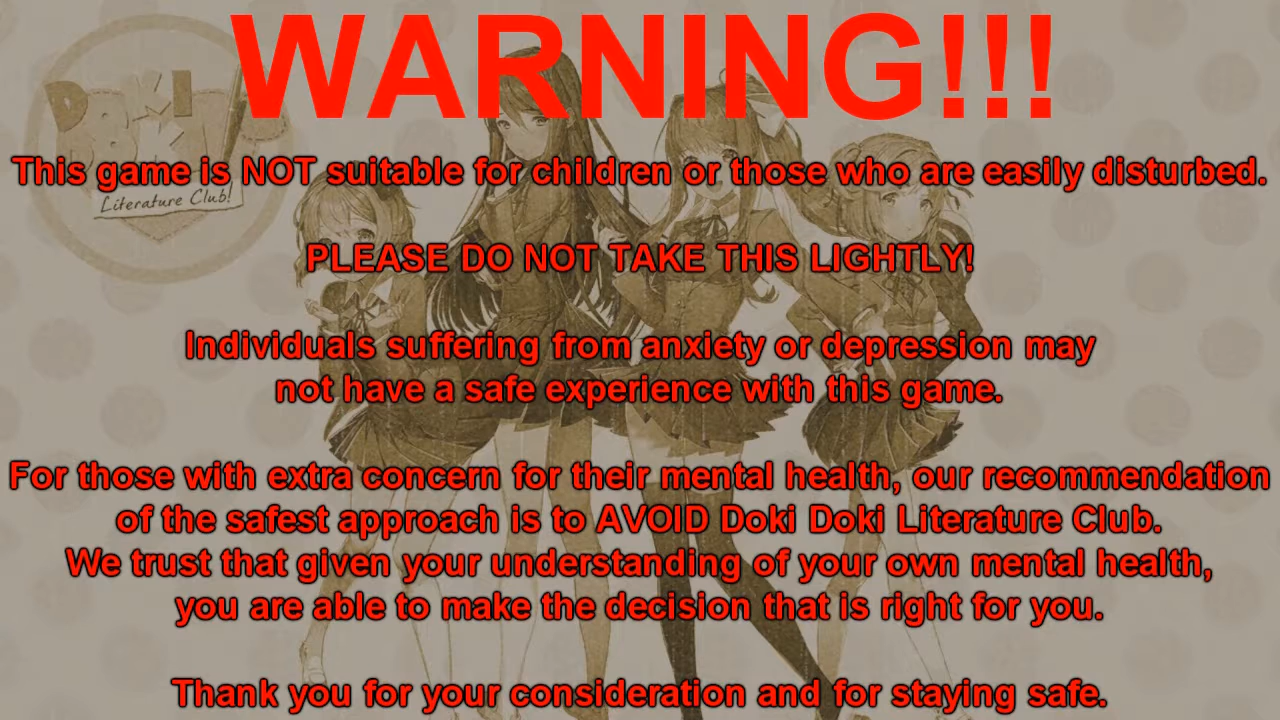 WARNING!!!
DOKI
DOKI
Literature Club!
This game is NOT suitable for children or those who are easily disturbed.
PLEASE DO NOT TAKE THIS LIGHTLY!
Individuals suffering from anxiety or depression may
not have a safe experience with this game.
For those with extra concern for their mental health, our recommendation
of the safest approach is to AVOID Doki Doki Literature Club.
We trust that given your understanding of your own mental health,
you are able to make the decision that is right for you.
Thank you for your consideration and for staying safe.